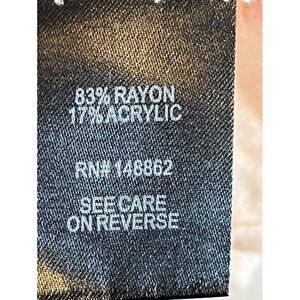 83% RAYON
17% ACRYLIC
RN# 148862
SEE CARE
ON REVERSE